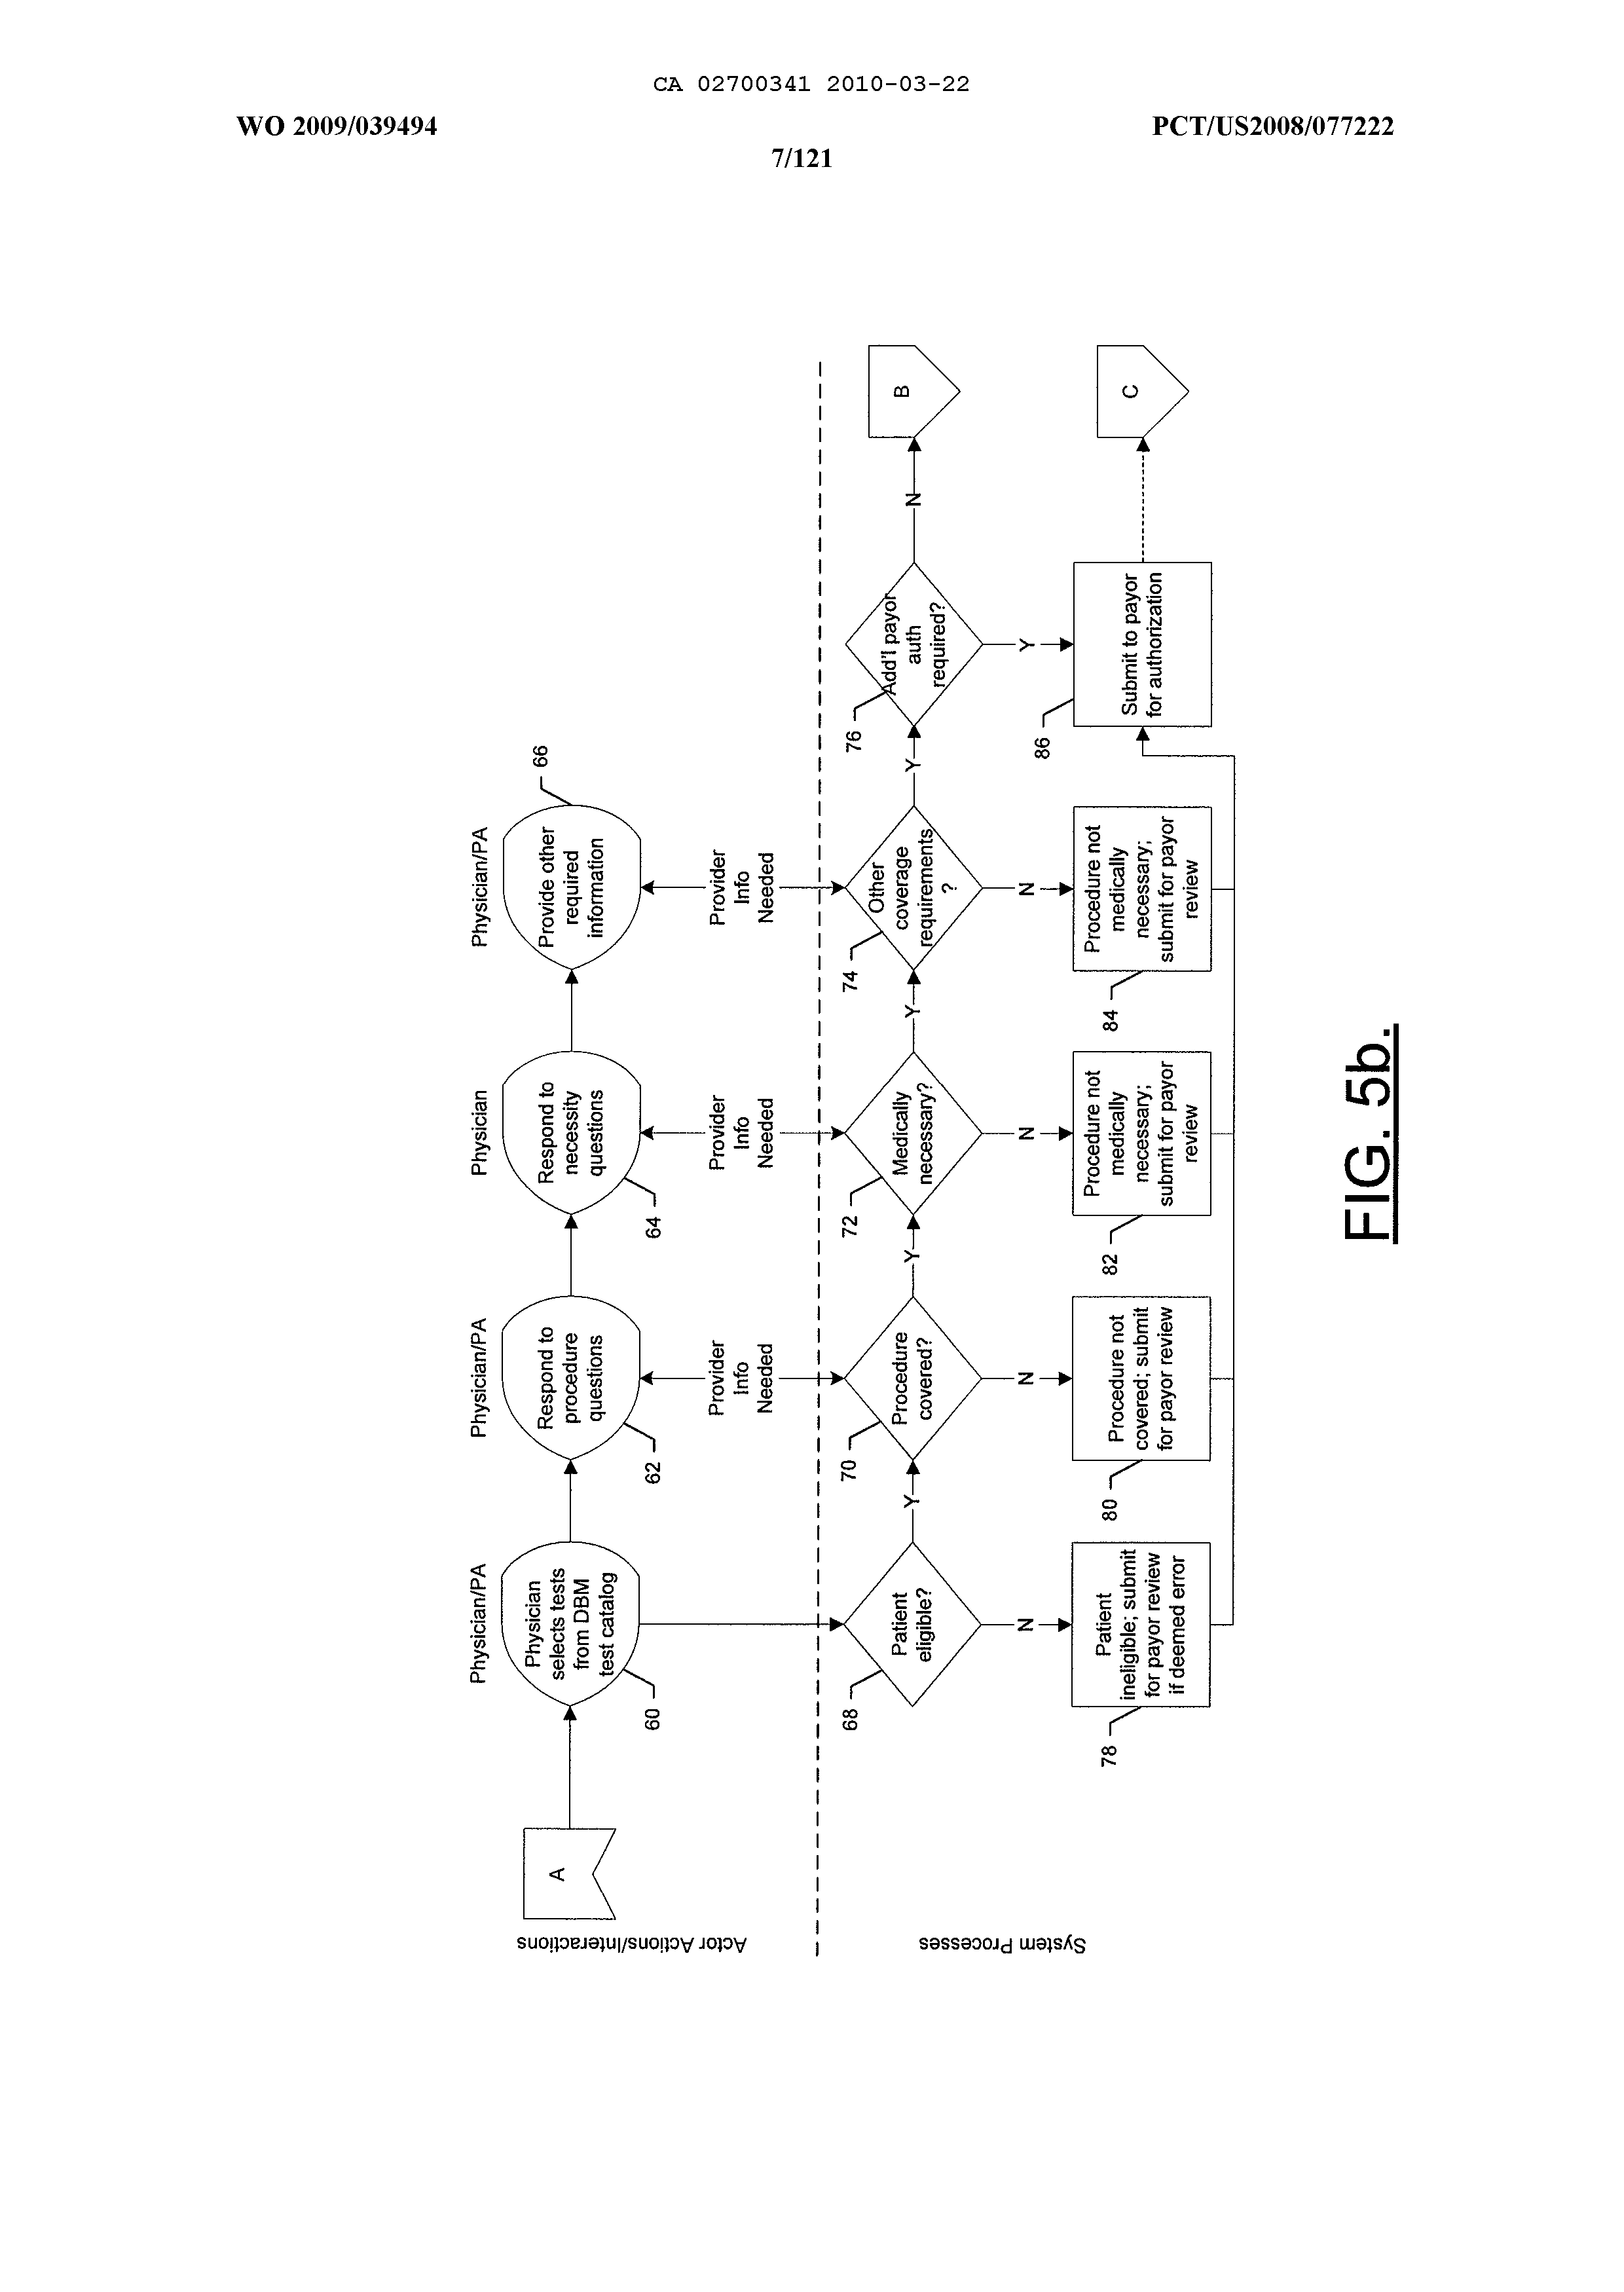 CA 02700341 2010-03-22
WO 2009/039494
PCT/US2008/077222
7/121
Actor Actions/Interactions
A
Physician/PA
Physician
selects tests
from DBM
test catalog
60
Physician/PA
Respond to
procedure
questions
62
Physician
Respond to
necessity
questions
64
Physician/PA
Provide other
required
information
66
Provider
Info
Needed
Provider
Info
Needed
Provider
Info
Needed
System Processes
68
Patient
eligible?
Y
70
Procedure
covered?
Y
72
Medically
necessary?
Y
74
Other
coverage
requirements
?
Y
76
Add'l payor
auth
required?
N
B
N
N
N
N
Y
78
Patient
ineligible; submit
for payor review
if deemed error
80
Procedure not
covered; submit
for payor review
82
Procedure not
medically
necessary;
submit for payor
review
84
Procedure not
medically
necessary;
submit for payor
review
86
Submit to payor
for authorization
C
FIG. 5b.